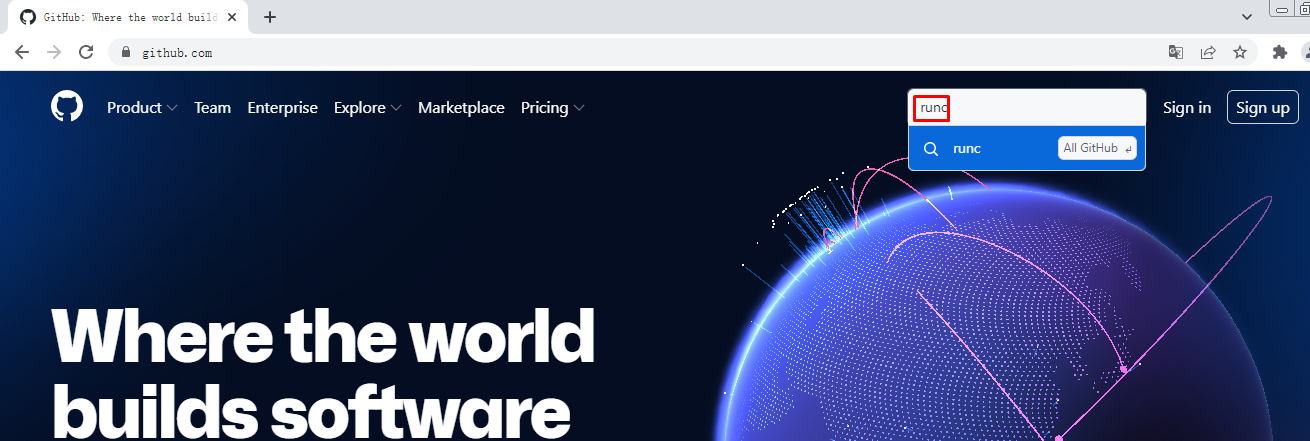 GitHub: Where the world build
github.com
Product Team Enterprise Explore Marketplace Pricing runc Sign in Sign up
runc All GitHub
Where the world
builds software